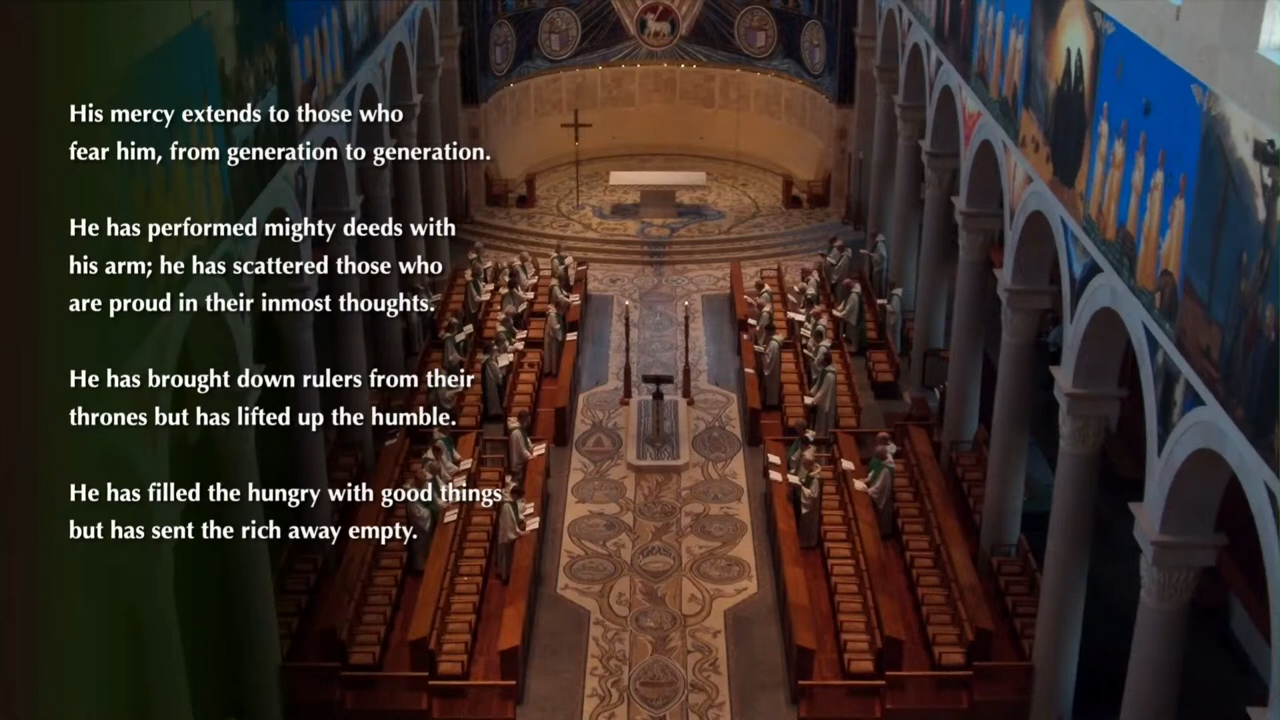 His mercy extends to those who
fear him, from generation to generation.
He has performed mighty deeds with
his arm; he has scattered those who
are proud in their inmost thoughts.
He has brought down rulers from their
thrones but has lifted up the humble.
He has filled the hungry with good things
but has sent the rich away empty.